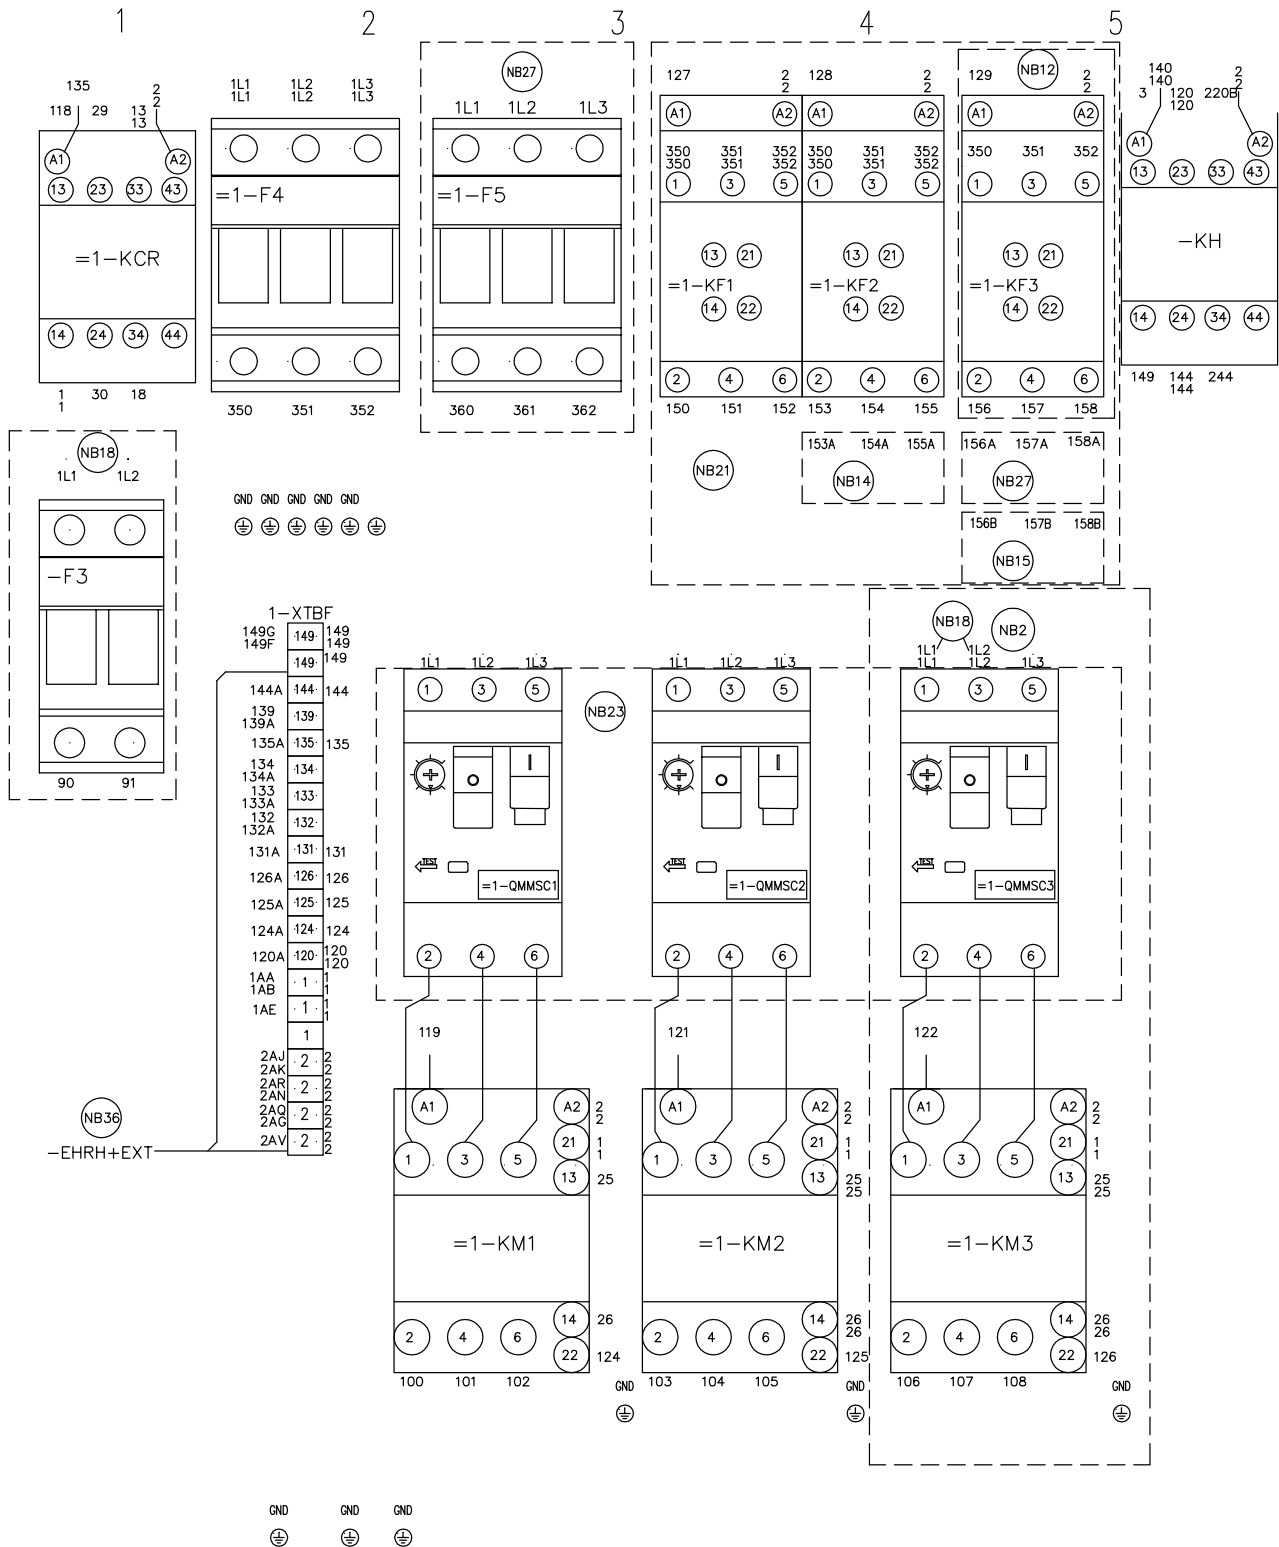 1 2 3 4 5
135 2
118 29 13 2
13
A1 A2
13 23 33 43
=1-KCR
14 24 34 44
1 30 18
1
1L1 1L2 1L3
1L1 1L2 1L3
=1-F4
350 351 352
NB27
1L1 1L2 1L3
=1-F5
360 361 362
127 2
2
A1 A2
350 351 352
350 351 352
1 3 5
13 21
=1-KF1
14 22
2 4 6
150 151 152
128 2
2
A1 A2
350 351 352
350 351 352
1 3 5
13 21
=1-KF2
14 22
2 4 6
153 154 155
129 NB12 2
2
A1 A2
350 351 352
1 3 5
13 21
=1-KF3
14 22
2 4 6
156 157 158
140 2
140 2
3 120 220B
120
A1 A2
13 23 33 43
-KH
14 24 34 44
149 144 244
144
NB21
153A 154A 155A
NB14
156A 157A 158A
NB27
156B 157B 158B
NB15
NB18
1L1 1L2
-F3
90 91
GND GND GND GND GND
1-XTBF
149G 149 149
149F 149
149 149
144A 144 144
139 139
139A
135A 135 135
134 134
134A
133 133
133A
132 132
132A
131A 131 131
126A 126 126
125A 125 125
124A 124 124
120A 120 120
120
1AA 1 1
1AB 1
1AE 1 1
1
1
2AJ 2 2
2AK 2
2AR 2 2
2AN 2
2AQ 2 2
2AG 2
2AV 2 2
2
NB36
-EHRH+EXT
NB23
1L1 1L2 1L3
1 3 5
TEST
=1-QMMSC1
2 4 6
1L1 1L2 1L3
1 3 5
TEST
=1-QMMSC2
2 4 6
NB18 NB2
1L1 1L2
1L1 1L2 1L3
1 3 5
TEST
=1-QMMSC3
2 4 6
119
A1 A2 2
2
21 1
1
1 3 5
13 25
=1-KM1
14 26
2 4 6
22 124
100 101 102
GND
121
A1 A2 2
2
21 1
1
1 3 5
13 25
25
=1-KM2
14 26
26
2 4 6
22 125
103 104 105
GND
122
A1 A2 2
2
21 1
1
1 3 5
13 25
25
=1-KM3
14 26
26
2 4 6
22 126
106 107 108
GND
GND GND GND